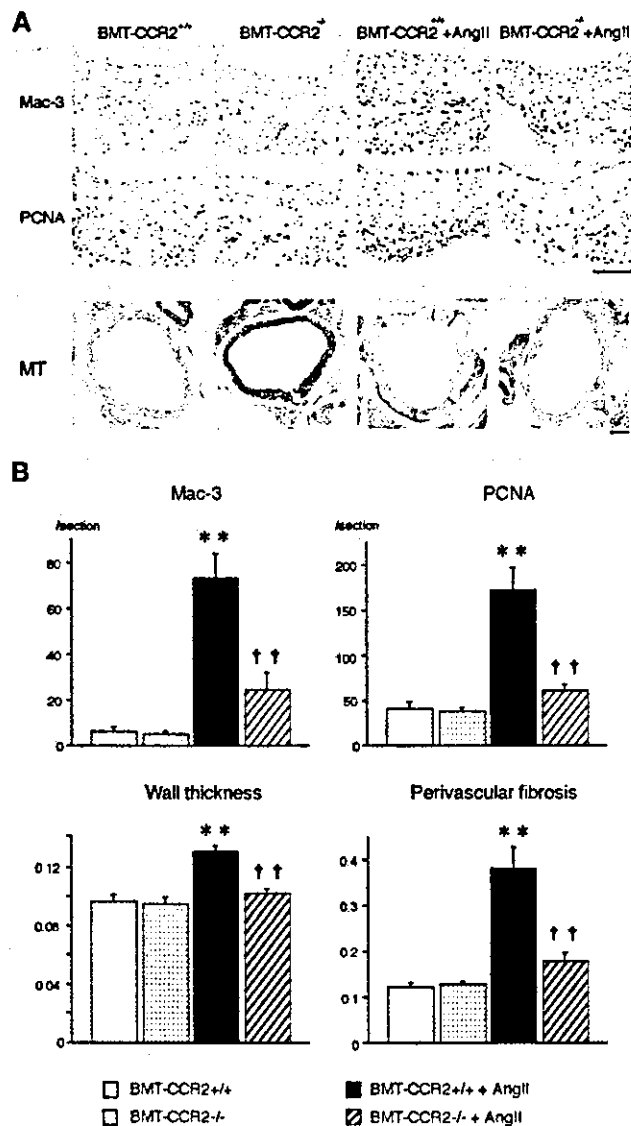 A
BMT-CCR2+/+ BMT-CCR2-/- BMT-CCR2+/+ +AngII BMT-CCR2-/- +AngII
Mac-3
PCNA
MT
B
Mac-3 PCNA
/section /section
80 200
60 150
40 100
20 50
0 0
** **
†† ††
Wall thickness Perivascular fibrosis
0.12 0.4
0.08 0.3
0.04 0.2
0 0.1
0
** **
†† ††
BMT-CCR2+/+ BMT-CCR2+/+ + AngII
BMT-CCR2-/- BMT-CCR2-/- + AngII